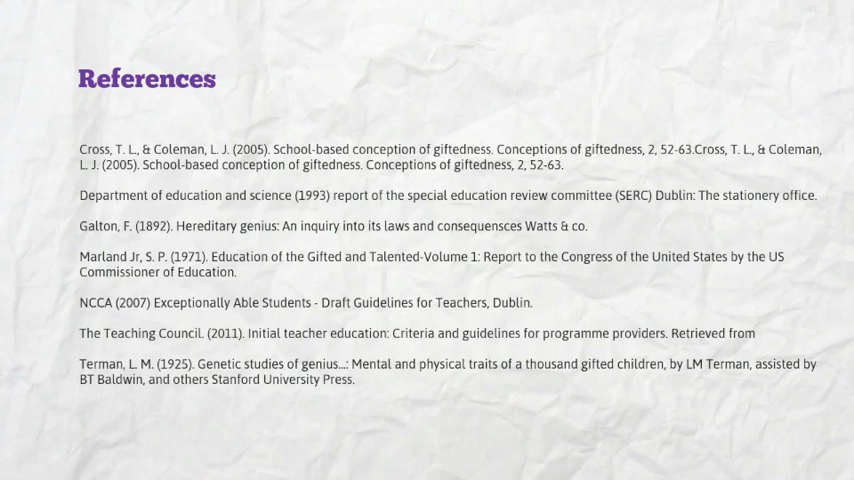 References
Cross, T. L., & Coleman, L. J. (2005). School-based conception of giftedness. Conceptions of giftedness, 2, 52-63.Cross, T. L., & Coleman,
L. J. (2005). School-based conception of giftedness. Conceptions of giftedness, 2, 52-63.
Department of education and science (1993) report of the special education review committee (SERC) Dublin: The stationery office.
Galton, F. (1892). Hereditary genius: An inquiry into its laws and consequensces Watts & co.
Marland Jr, S. P. (1971). Education of the Gifted and Talented-Volume 1: Report to the Congress of the United States by the US
Commissioner of Education.
NCCA (2007) Exceptionally Able Students - Draft Guidelines for Teachers, Dublin.
The Teaching Council. (2011). Initial teacher education: Criteria and guidelines for programme providers. Retrieved from
Terman, L. M. (1925). Genetic studies of genius...: Mental and physical traits of a thousand gifted children, by LM Terman, assisted by
BT Baldwin, and others Stanford University Press.